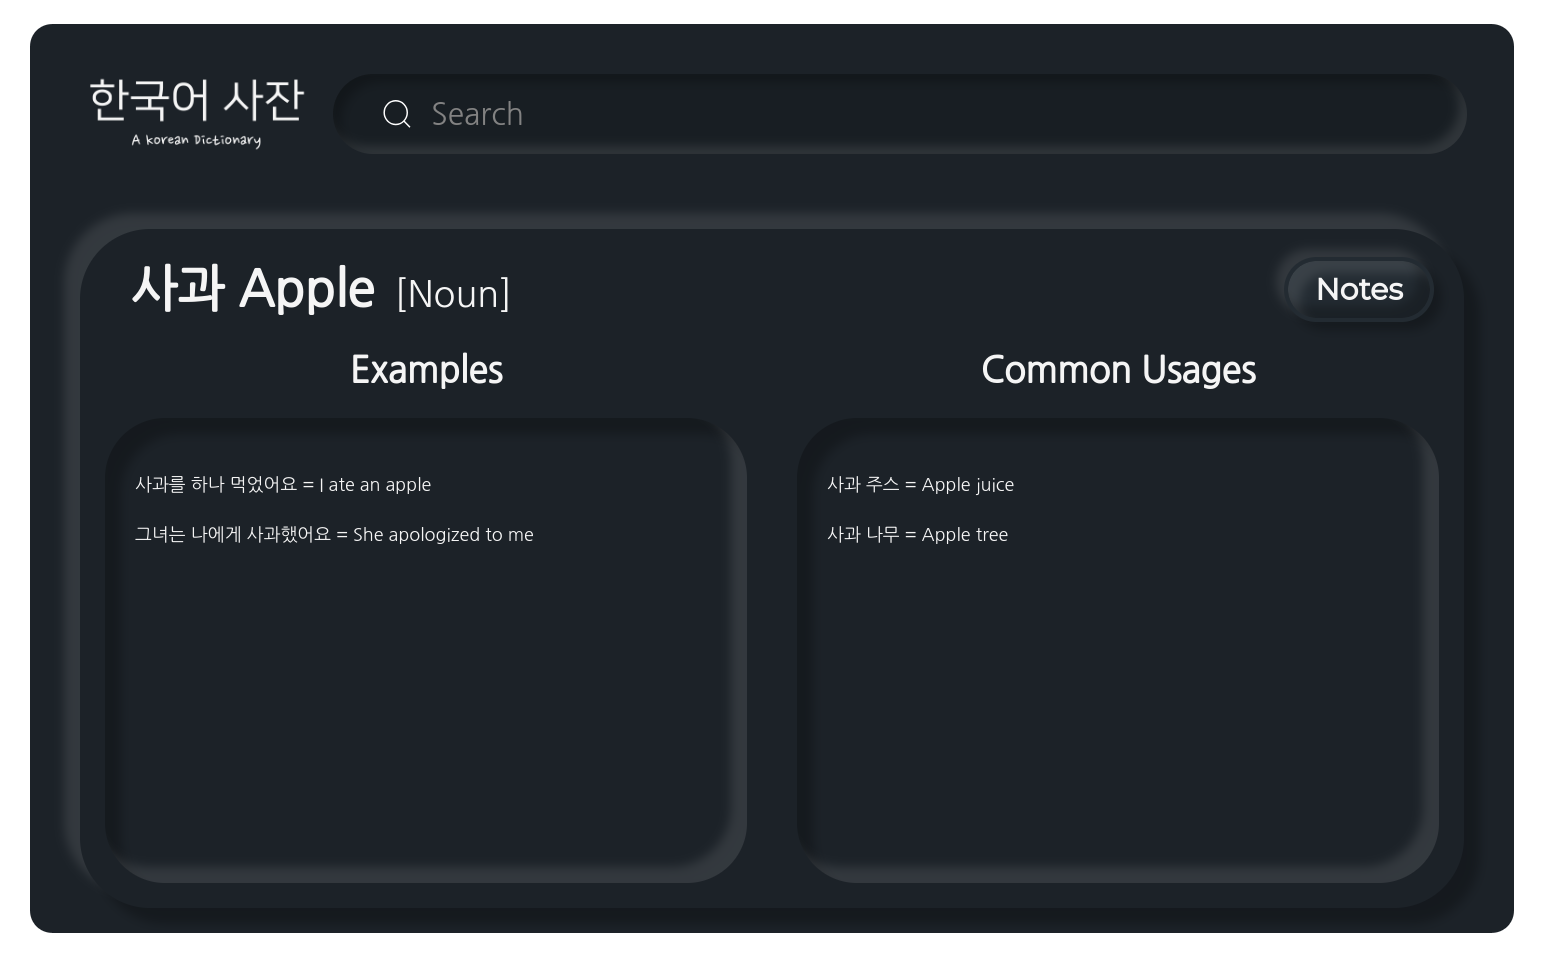 한국어 사잔
A korean Dictionary
Search
사과 Apple [Noun]
Notes
Examples
사과를 하나 먹었어요 = I ate an apple
그녀는 나에게 사과했어요 = She apologized to me
Common Usages
사과 주스 = Apple juice
사과 나무 = Apple tree